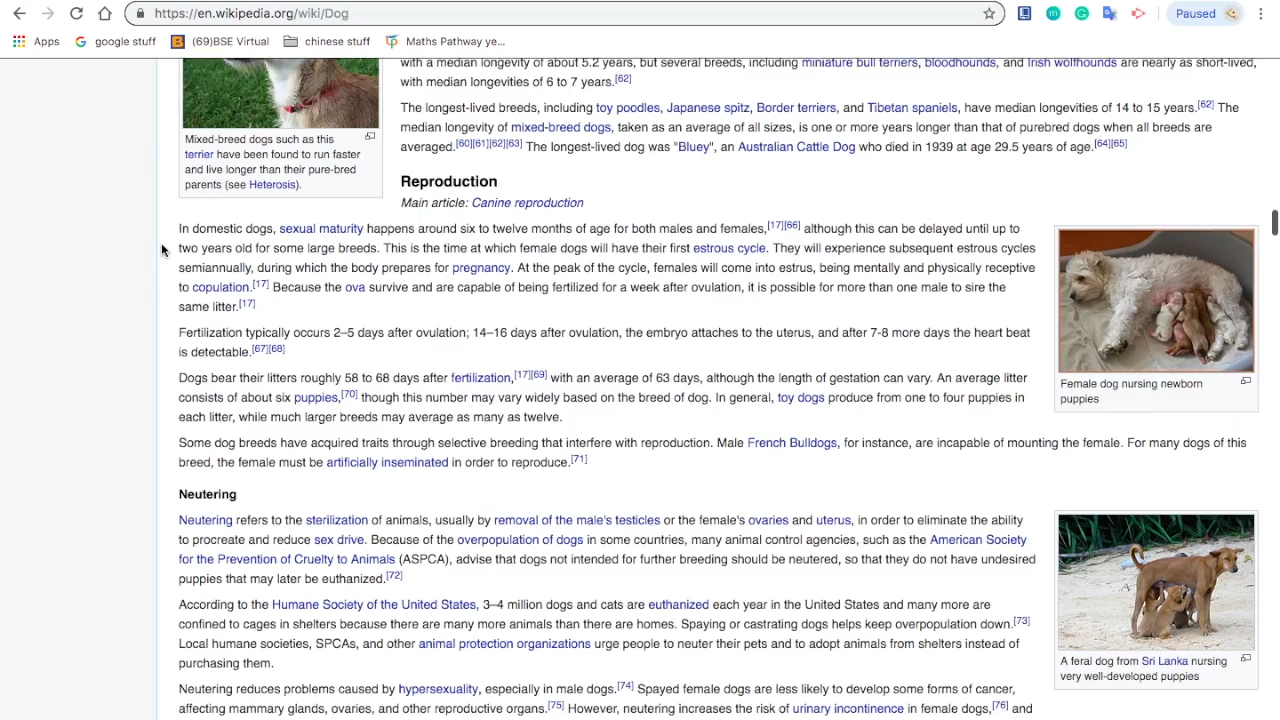 https://en.wikipedia.org/wiki/Dog
Paused
Apps
google stuff
(69)BSE Virtual
chinese stuff
Maths Pathway ye...
with a median longevity of about 5.2 years, but several breeds, including miniature bull terriers, bloodhounds, and Irish wolfhounds are nearly as short-lived,
with median longevities of 6 to 7 years.[62]
The longest-lived breeds, including toy poodles, Japanese spitz, Border terriers, and Tibetan spaniels, have median longevities of 14 to 15 years.[62] The
median longevity of mixed-breed dogs, taken as an average of all sizes, is one or more years longer than that of purebred dogs when all breeds are
averaged.[60][61][62][63] The longest-lived dog was "Bluey", an Australian Cattle Dog who died in 1939 at age 29.5 years of age.[64][65]
Mixed-breed dogs such as this
terrier have been found to run faster
and live longer than their pure-bred
parents (see Heterosis).
Reproduction
Main article: Canine reproduction
In domestic dogs, sexual maturity happens around six to twelve months of age for both males and females,[17][66] although this can be delayed until up to
two years old for some large breeds. This is the time at which female dogs will have their first estrous cycle. They will experience subsequent estrous cycles
semiannually, during which the body prepares for pregnancy. At the peak of the cycle, females will come into estrus, being mentally and physically receptive
to copulation.[17] Because the ova survive and are capable of being fertilized for a week after ovulation, it is possible for more than one male to sire the
same litter.[17]
Fertilization typically occurs 2–5 days after ovulation; 14–16 days after ovulation, the embryo attaches to the uterus, and after 7-8 more days the heart beat
is detectable.[67][68]
Dogs bear their litters roughly 58 to 68 days after fertilization,[17][69] with an average of 63 days, although the length of gestation can vary. An average litter
consists of about six puppies,[70] though this number may vary widely based on the breed of dog. In general, toy dogs produce from one to four puppies in
each litter, while much larger breeds may average as many as twelve.
Female dog nursing newborn
puppies
Some dog breeds have acquired traits through selective breeding that interfere with reproduction. Male French Bulldogs, for instance, are incapable of mounting the female. For many dogs of this
breed, the female must be artificially inseminated in order to reproduce.[71]
Neutering
Neutering refers to the sterilization of animals, usually by removal of the male's testicles or the female's ovaries and uterus, in order to eliminate the ability
to procreate and reduce sex drive. Because of the overpopulation of dogs in some countries, many animal control agencies, such as the American Society
for the Prevention of Cruelty to Animals (ASPCA), advise that dogs not intended for further breeding should be neutered, so that they do not have undesired
puppies that may later be euthanized.[72]
According to the Humane Society of the United States, 3–4 million dogs and cats are euthanized each year in the United States and many more are
confined to cages in shelters because there are many more animals than there are homes. Spaying or castrating dogs helps keep overpopulation down.[73]
Local humane societies, SPCAs, and other animal protection organizations urge people to neuter their pets and to adopt animals from shelters instead of
purchasing them.
A feral dog from Sri Lanka nursing
very well-developed puppies
Neutering reduces problems caused by hypersexuality, especially in male dogs.[74] Spayed female dogs are less likely to develop some forms of cancer,
affecting mammary glands, ovaries, and other reproductive organs.[75] However, neutering increases the risk of urinary incontinence in female dogs,[76] and